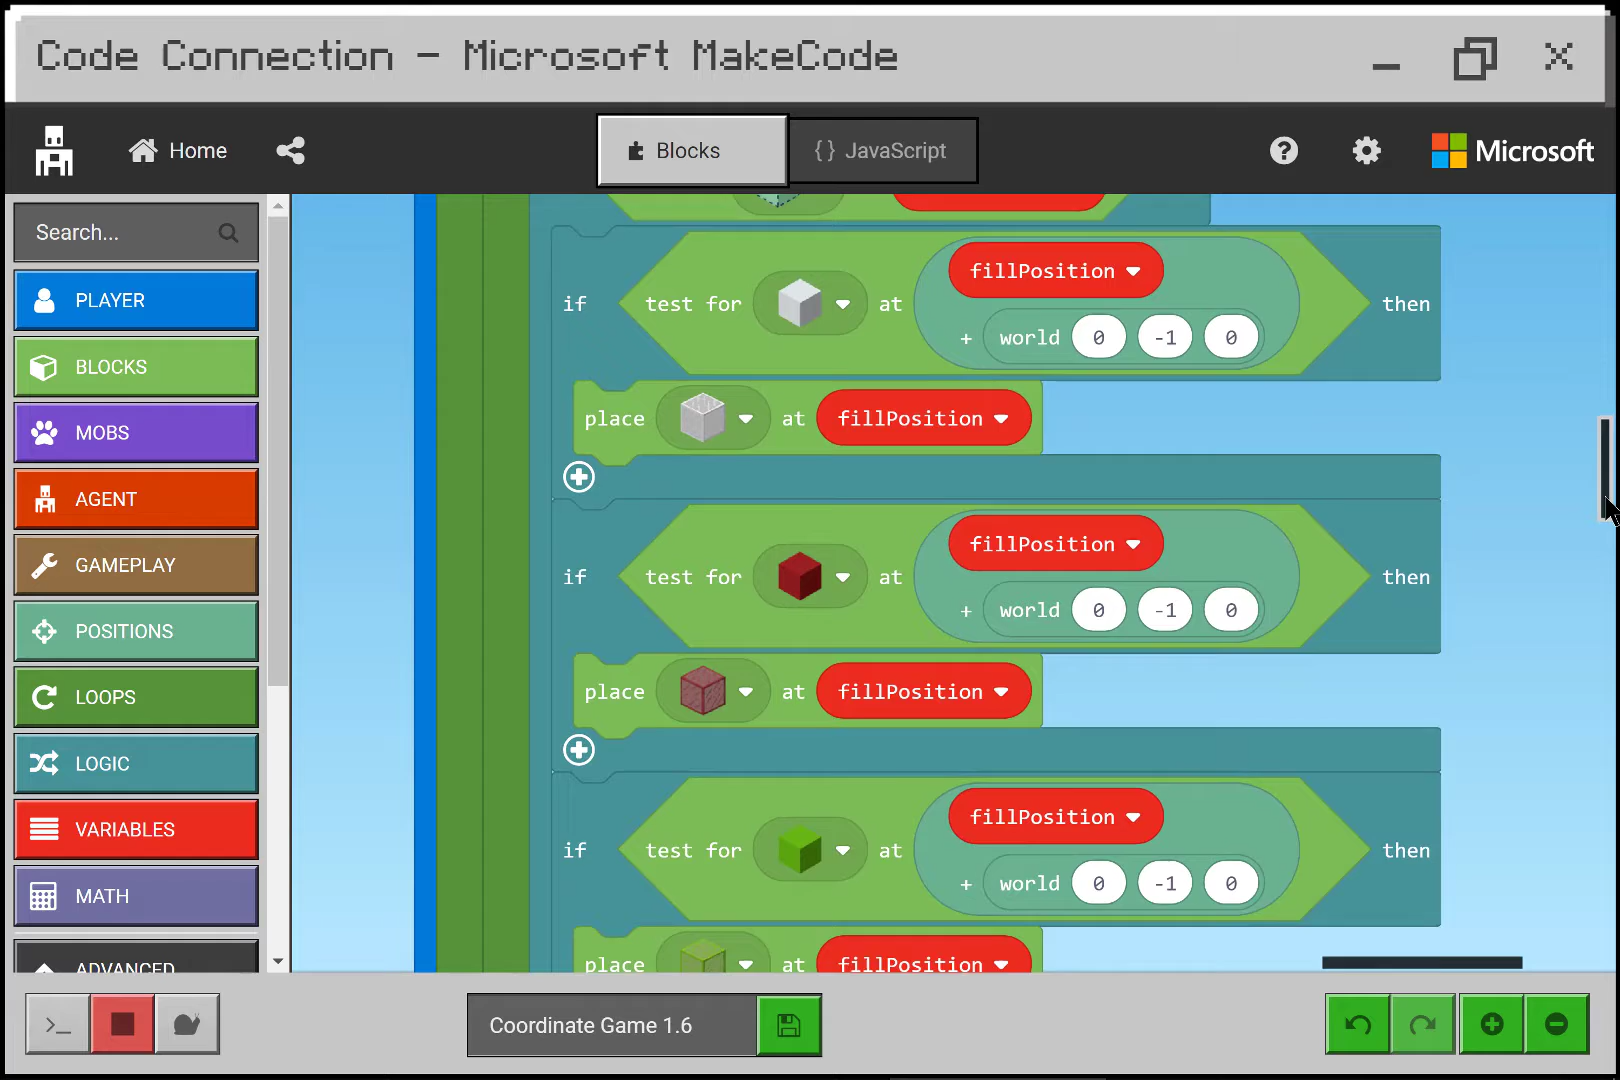 Code Connection - Microsoft MakeCode
Home
Blocks
{} JavaScript
?
Microsoft
Search...
PLAYER
BLOCKS
MOBS
AGENT
GAMEPLAY
POSITIONS
LOOPS
LOGIC
VARIABLES
MATH
ADVANCED
if test for at fillPosition + world 0 -1 0 then
place at fillPosition
if test for at fillPosition + world 0 -1 0 then
place at fillPosition
if test for at fillPosition + world 0 -1 0 then
place at fillPosition
>_
Coordinate Game 1.6